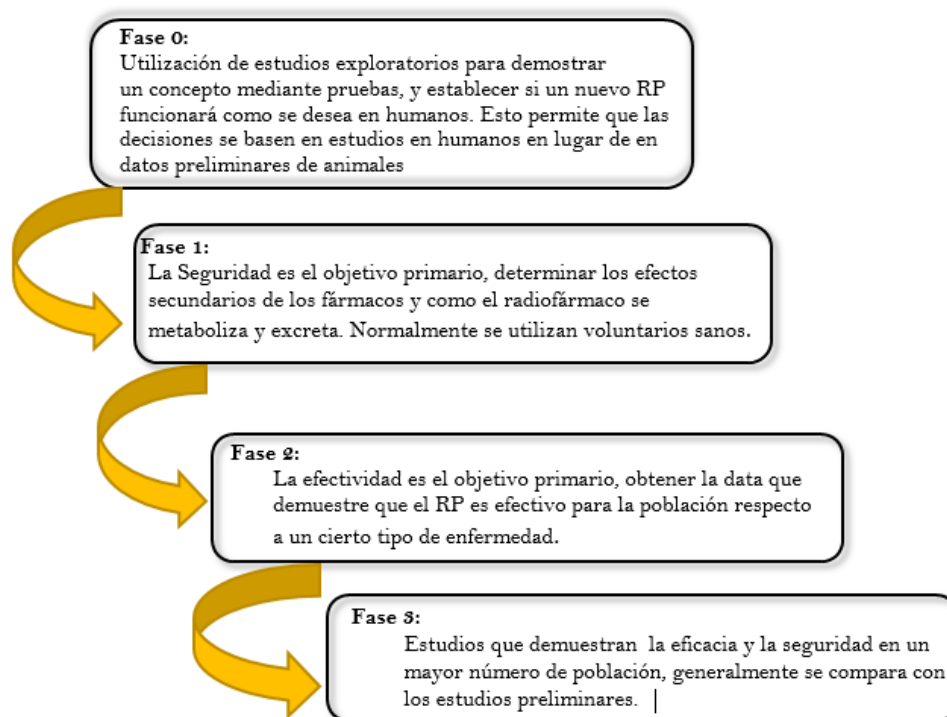 Fase 0:
Utilización de estudios exploratorios para demostrar
un concepto mediante pruebas, y establecer si un nuevo RP
funcionará como se desea en humanos. Esto permite que las
decisiones se basen en estudios en humanos en lugar de en
datos preliminares de animales
Fase 1:
La Seguridad es el objetivo primario, determinar los efectos
secundarios de los fármacos y como el radiofármaco se
metaboliza y excreta. Normalmente se utilizan voluntarios sanos.
Fase 2:
La efectividad es el objetivo primario, obtener la data que
demuestre que el RP es efectivo para la población respecto
a un cierto tipo de enfermedad.
Fase 3:
Estudios que demuestran la eficacia y la seguridad en un
mayor número de población, generalmente se compara con
los estudios preliminares.